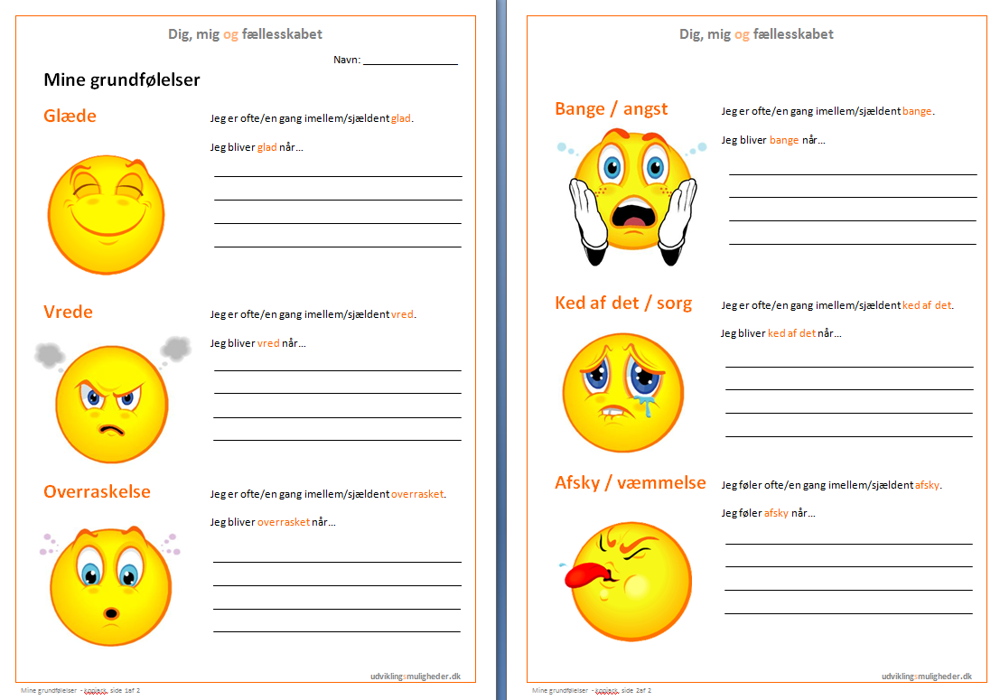 Dig, mig og fællesskabet
Navn: ________________
Mine grundfølelser
Glæde
Jeg er ofte/en gang imellem/sjældent glad.
Jeg bliver glad når...
Vrede
Jeg er ofte/en gang imellem/sjældent vred.
Jeg bliver vred når...
Overraskelse
Jeg er ofte/en gang imellem/sjældent overrasket.
Jeg bliver overrasket når...
udviklingsmuligheder.dk
Mine grundfølelser - kopiark, side 1af 2
Dig, mig og fællesskabet
Bange / angst
Jeg er ofte/en gang imellem/sjældent bange.
Jeg bliver bange når...
Ked af det / sorg
Jeg er ofte/en gang imellem/sjældent ked af det.
Jeg bliver ked af det når...
Afsky / væmmelse
Jeg føler ofte/en gang imellem/sjældent afsky.
Jeg føler afsky når...
udviklingsmuligheder.dk
Mine grundfølelser - kopiark, side 2af 2